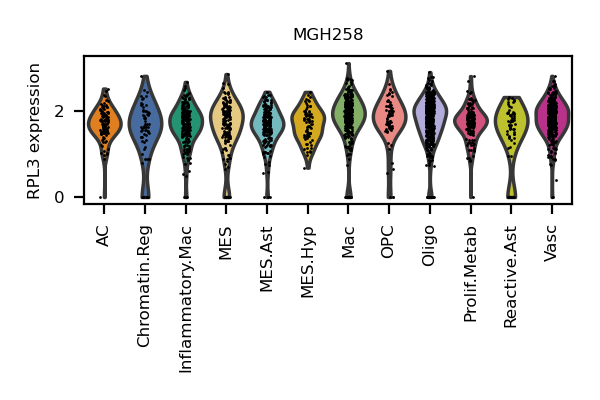 MGH258
RPL3 expression
2
0
AC
Chromatin.Reg
Inflammatory.Mac
MES
MES.Ast
MES.Hyp
Mac
OPC
Oligo
Prolif.Metab
Reactive.Ast
Vasc